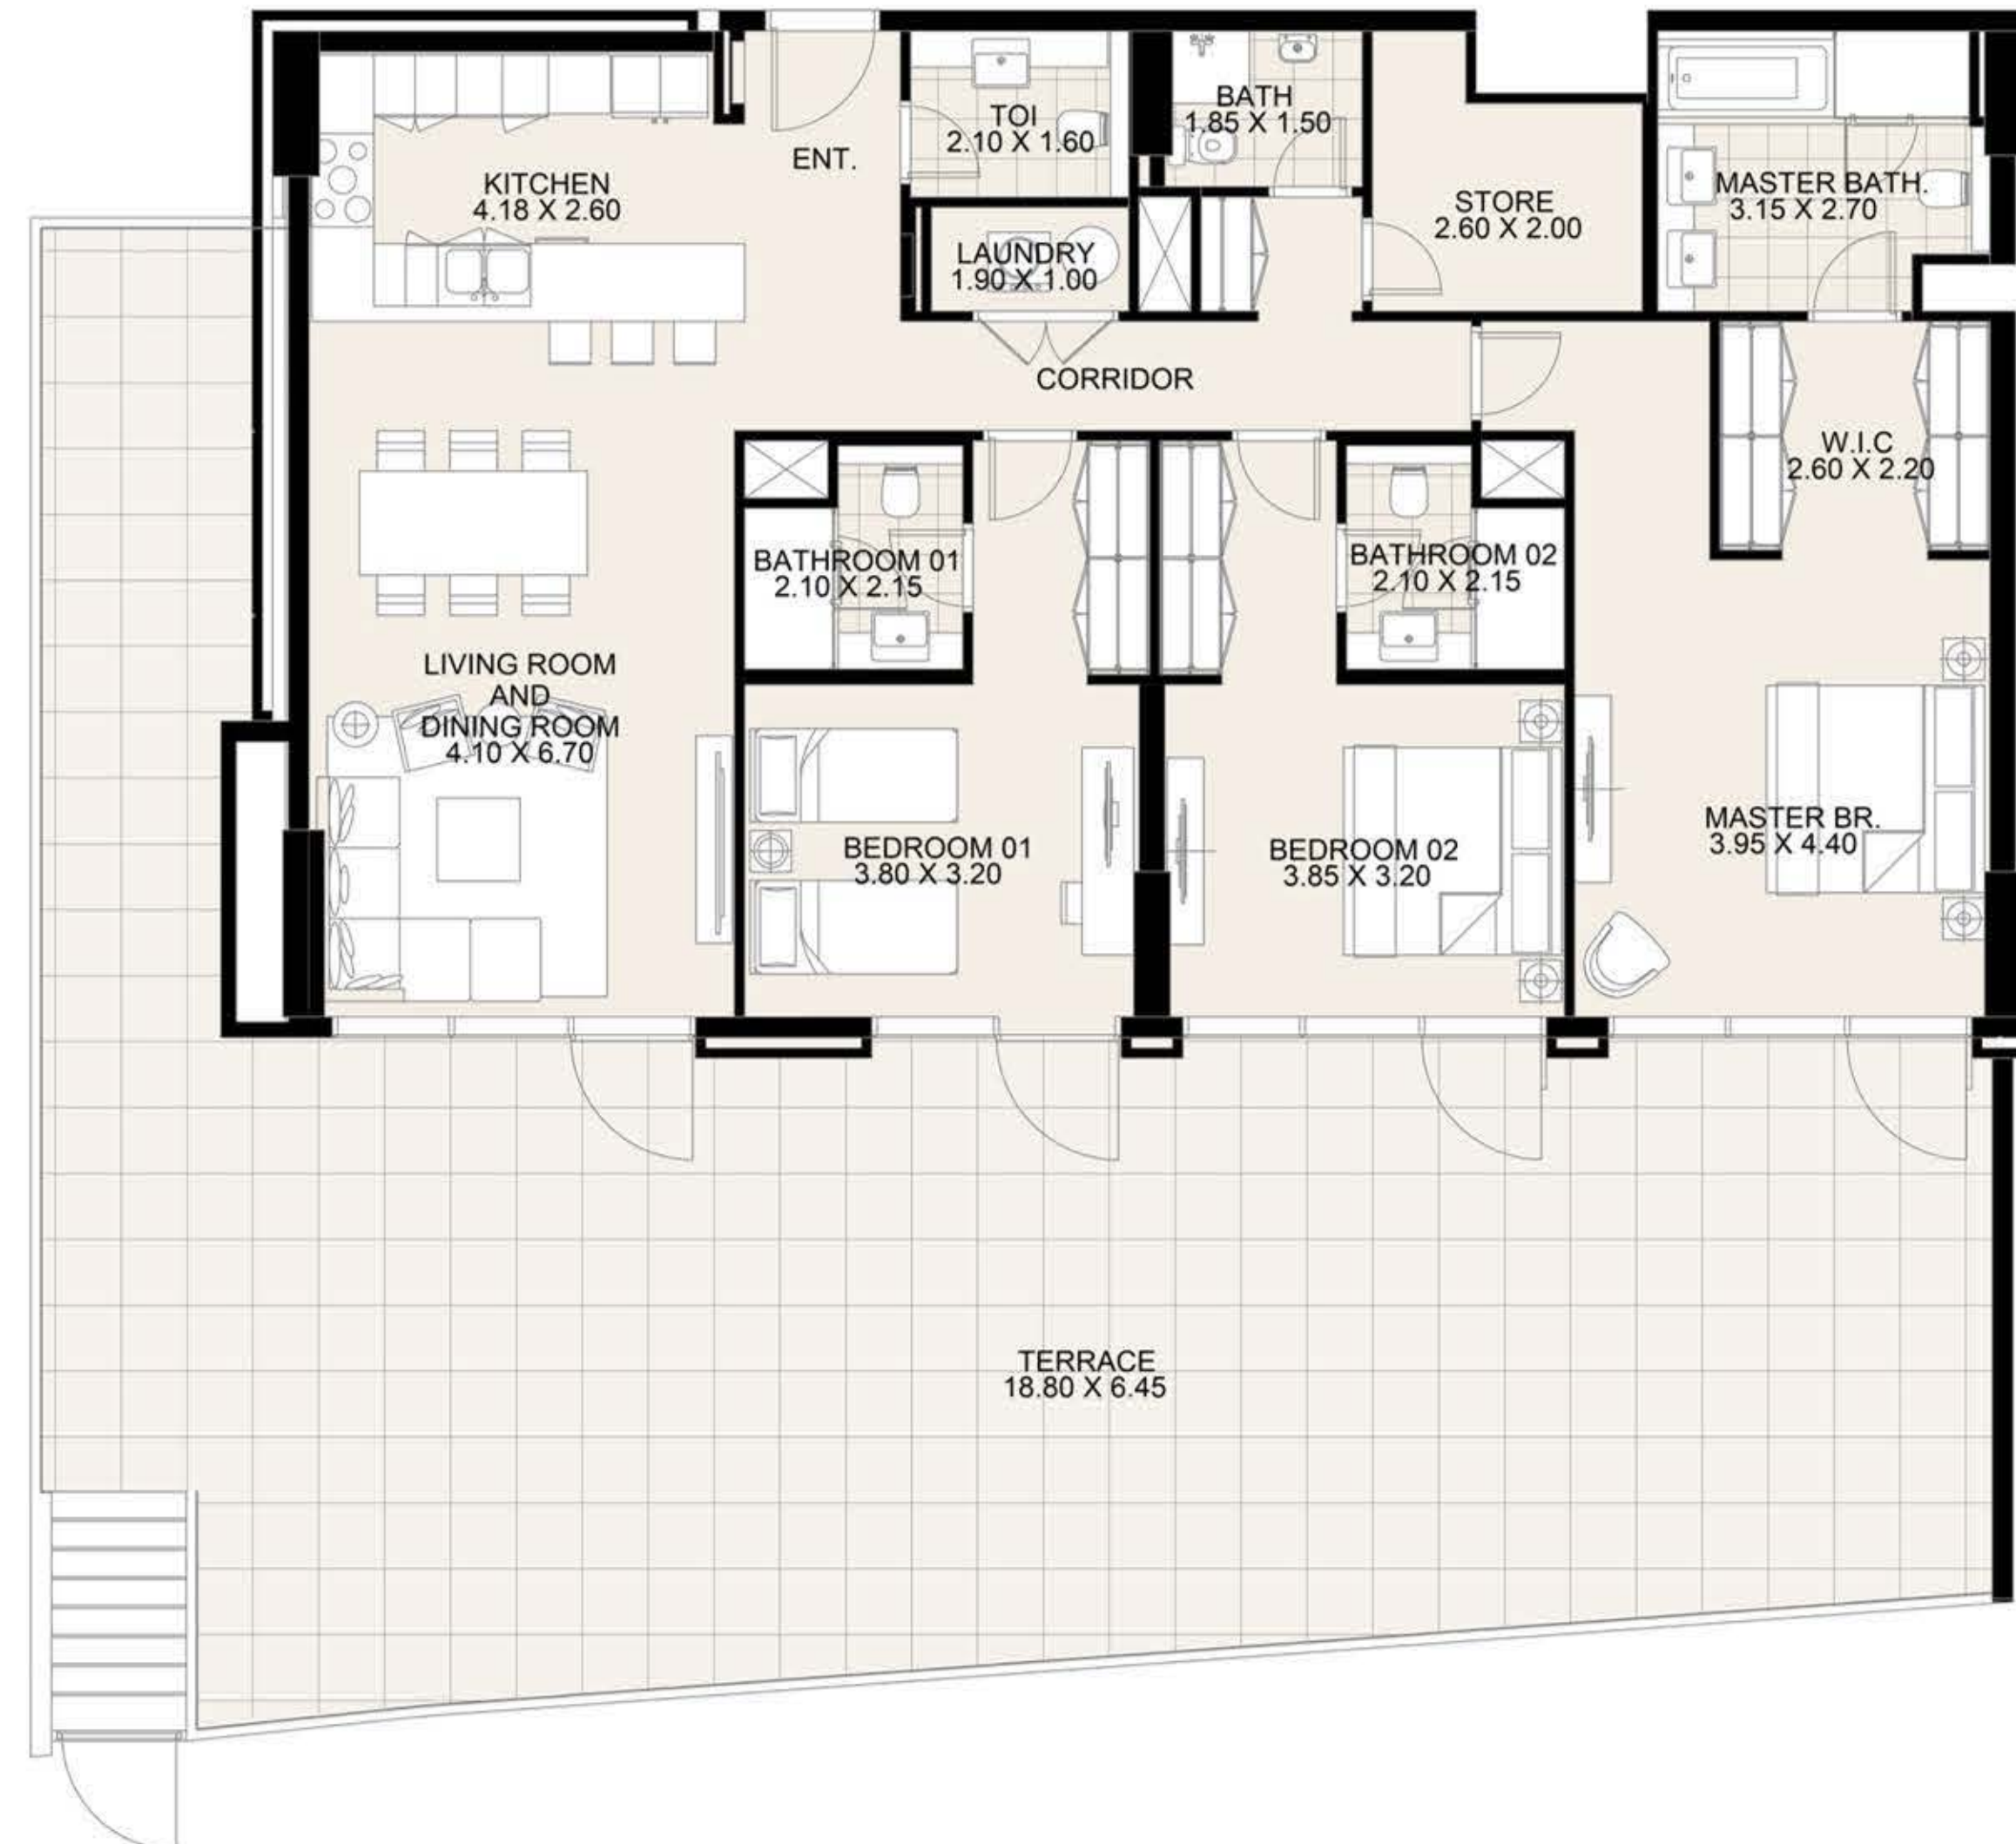 KITCHEN
4.18 X 2.60
ENT.
TOI
2.10 X 1.60
BATH
1.85 X 1.50
STORE
2.60 X 2.00
MASTER BATH.
3.15 X 2.70
LAUNDRY
1.90 X 1.00
CORRIDOR
W.I.C
2.60 X 2.20
BATHROOM 01
2.10 X 2.15
BATHROOM 02
2.10 X 2.15
LIVING ROOM
AND
DINING ROOM
4.10 X 6.70
BEDROOM 01
3.80 X 3.20
BEDROOM 02
3.85 X 3.20
MASTER BR.
3.95 X 4.40
TERRACE
18.80 X 6.45